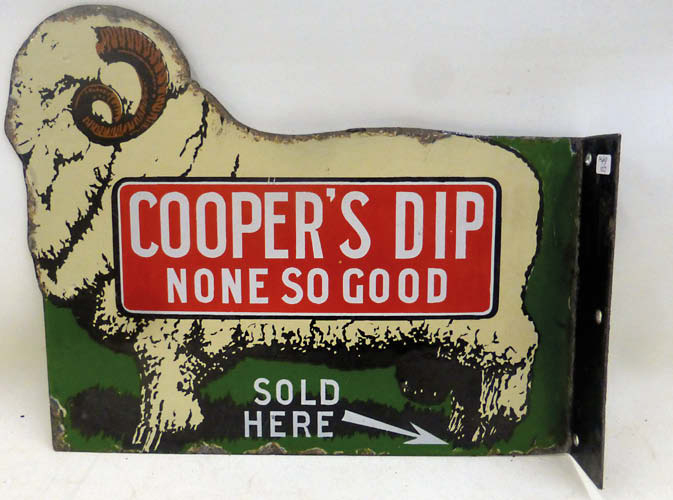 COOPER'S DIP
NONE SO GOOD
SOLD
HERE